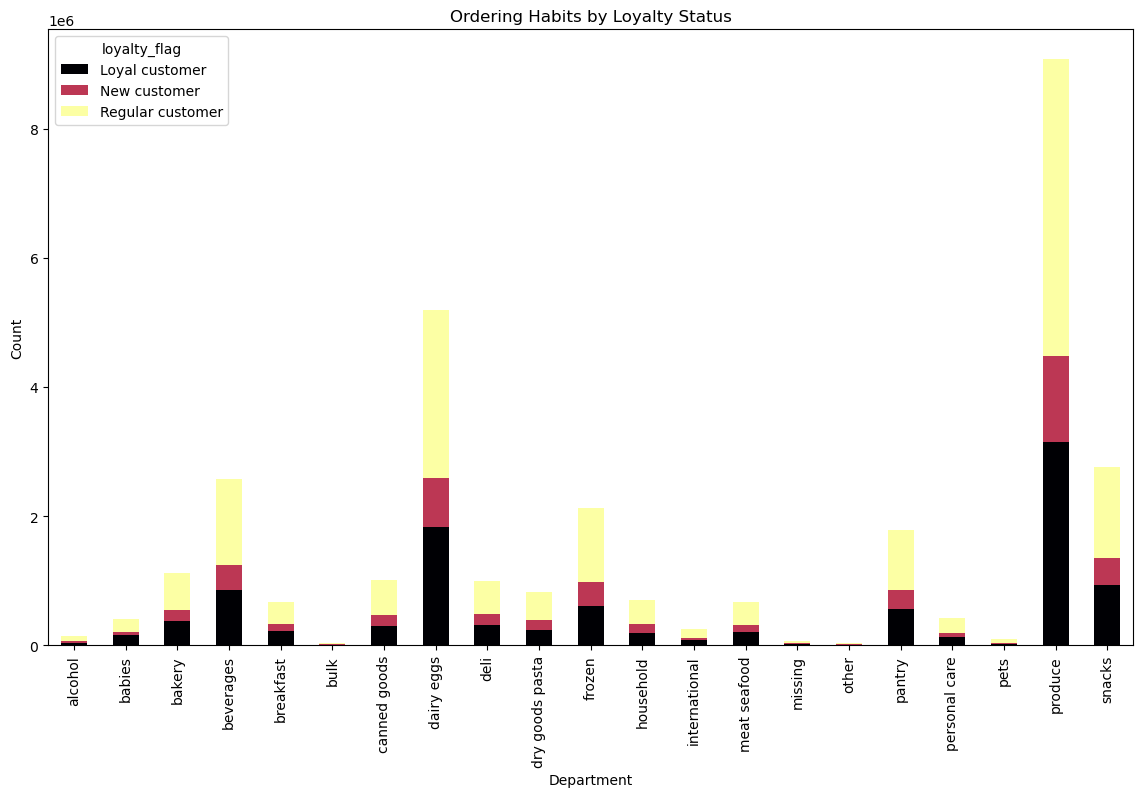 Ordering Habits by Loyalty Status
1e6
loyalty_flag
Loyal customer
New customer
Regular customer
8
6
4
2
0
Count
alcohol
babies
bakery
beverages
breakfast
bulk
canned goods
dairy eggs
deli
dry goods pasta
frozen
household
international
meat seafood
missing
other
pantry
personal care
pets
produce
snacks
Department